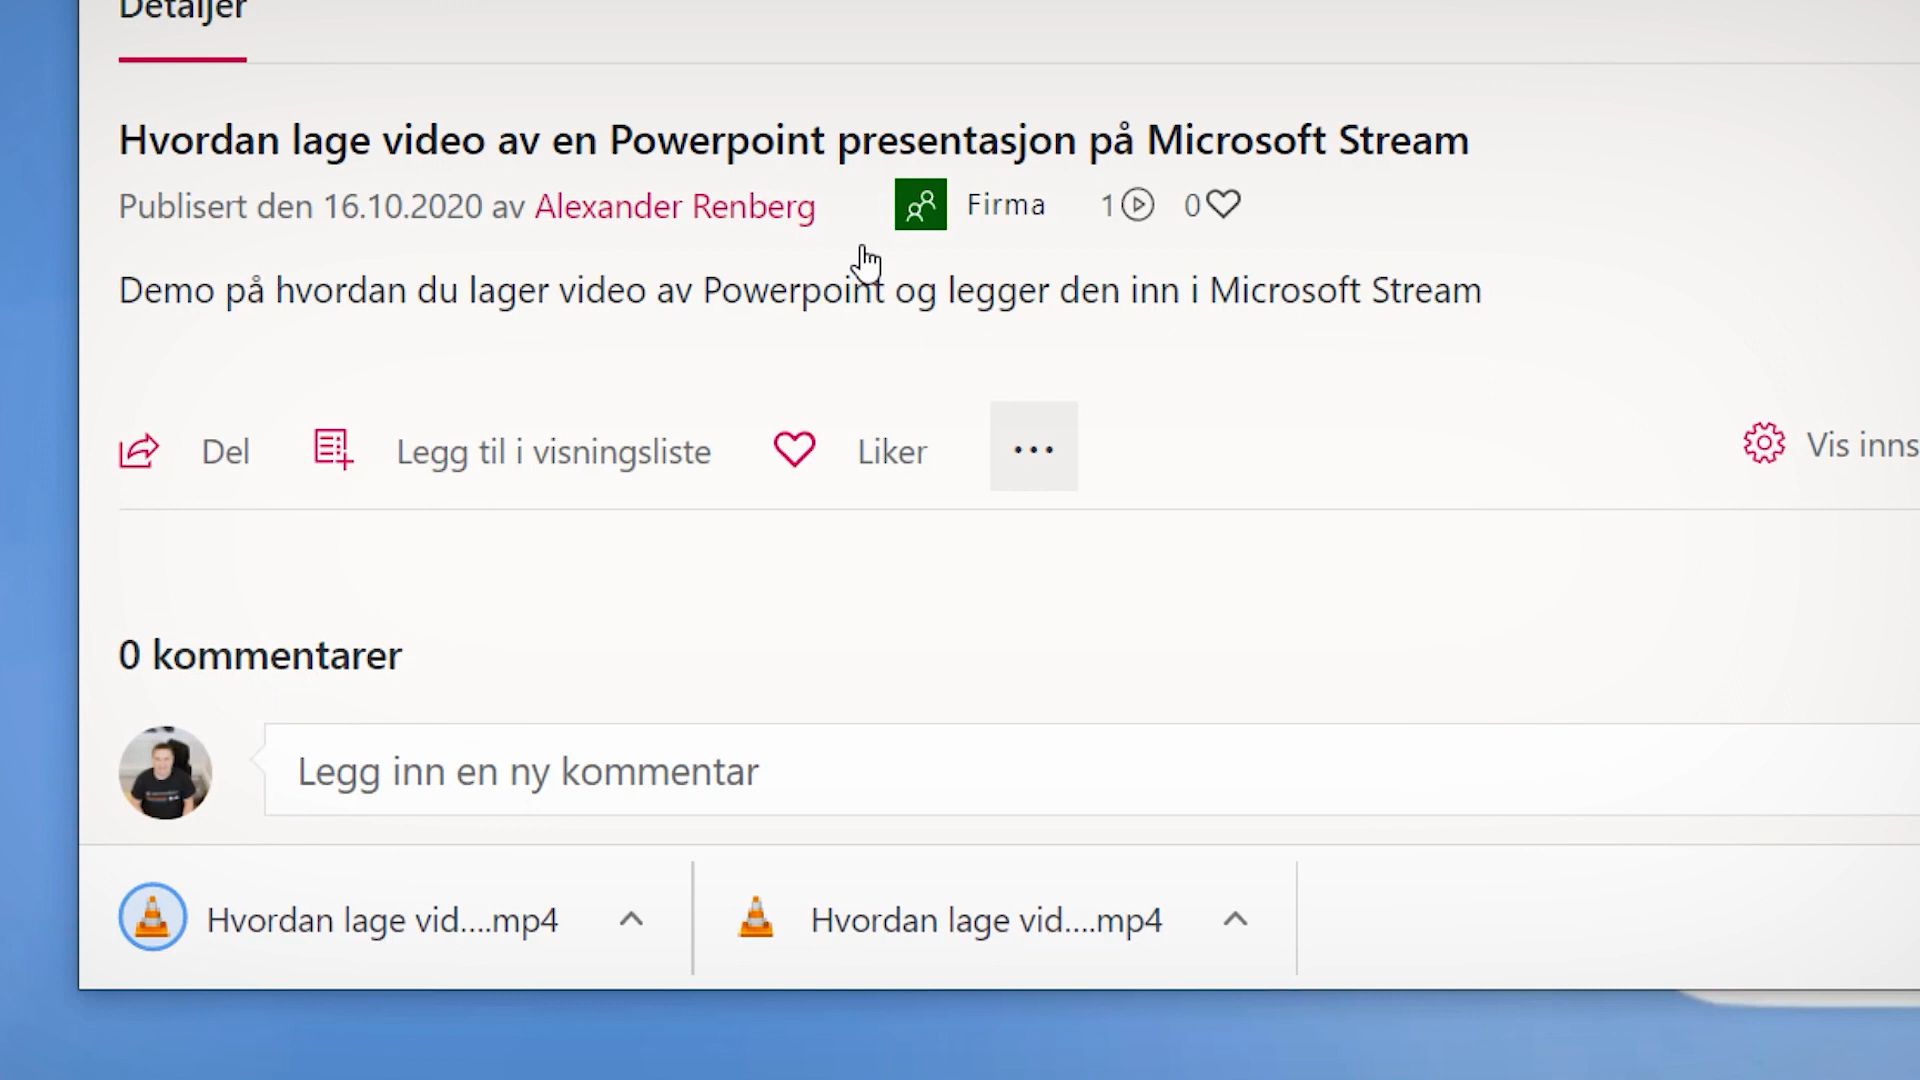 Detaljer
Hvordan lage video av en Powerpoint presentasjon på Microsoft Stream
Publisert den 16.10.2020 av Alexander Renberg Firma 1 0
Demo på hvordan du lager video av Powerpoint og legger den inn i Microsoft Stream
Del Legg til i visningsliste Liker ... Vis inns
0 kommentarer
Legg inn en ny kommentar
Hvordan lage vid....mp4 Hvordan lage vid....mp4